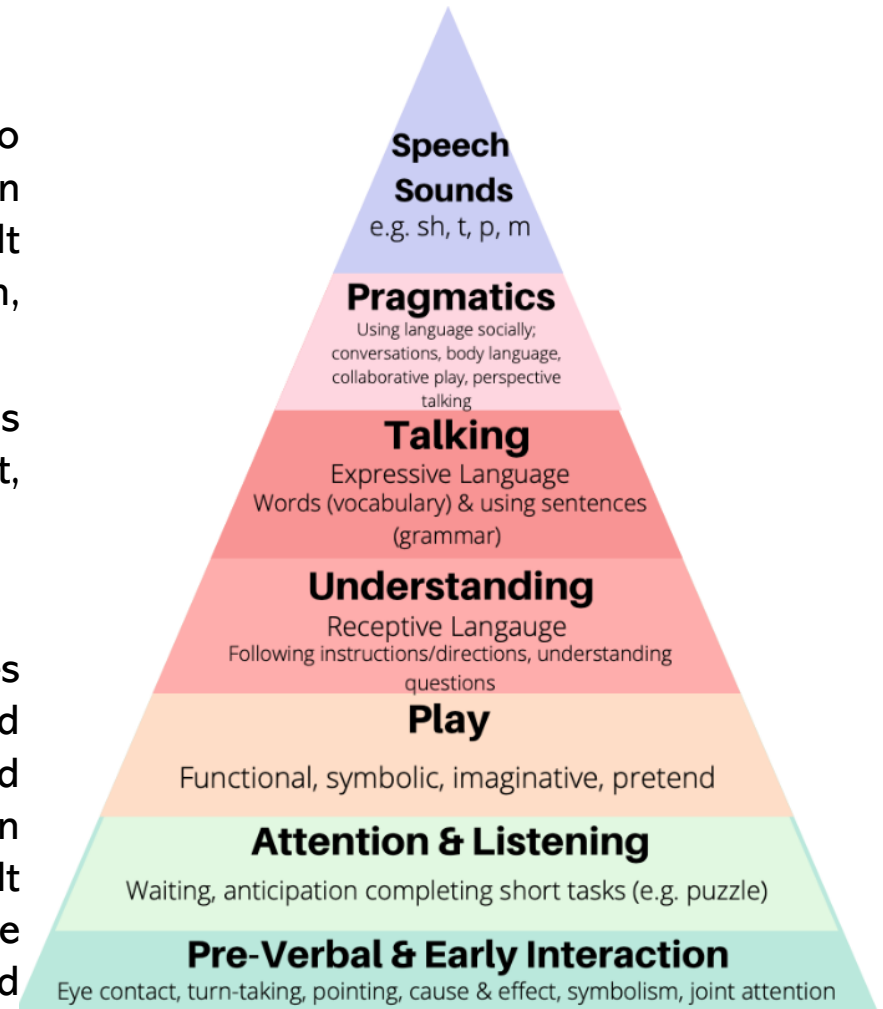 o
n
lt
n,
s
t,
es
d
d
n
lt
e
d
Speech
Sounds
e.g. sh, t, p, m
Pragmatics
Using language socially;
conversations, body language,
collaborative play, perspective
talking
Talking
Expressive Language
Words (vocabulary) & using sentences
(grammar)
Understanding
Receptive Langauge
Following instructions/directions, understanding
questions
Play
Functional, symbolic, imaginative, pretend
Attention & Listening
Waiting, anticipation completing short tasks (e.g. puzzle)
Pre-Verbal & Early Interaction
Eye contact, turn-taking, pointing, cause & effect, symbolism, joint attention